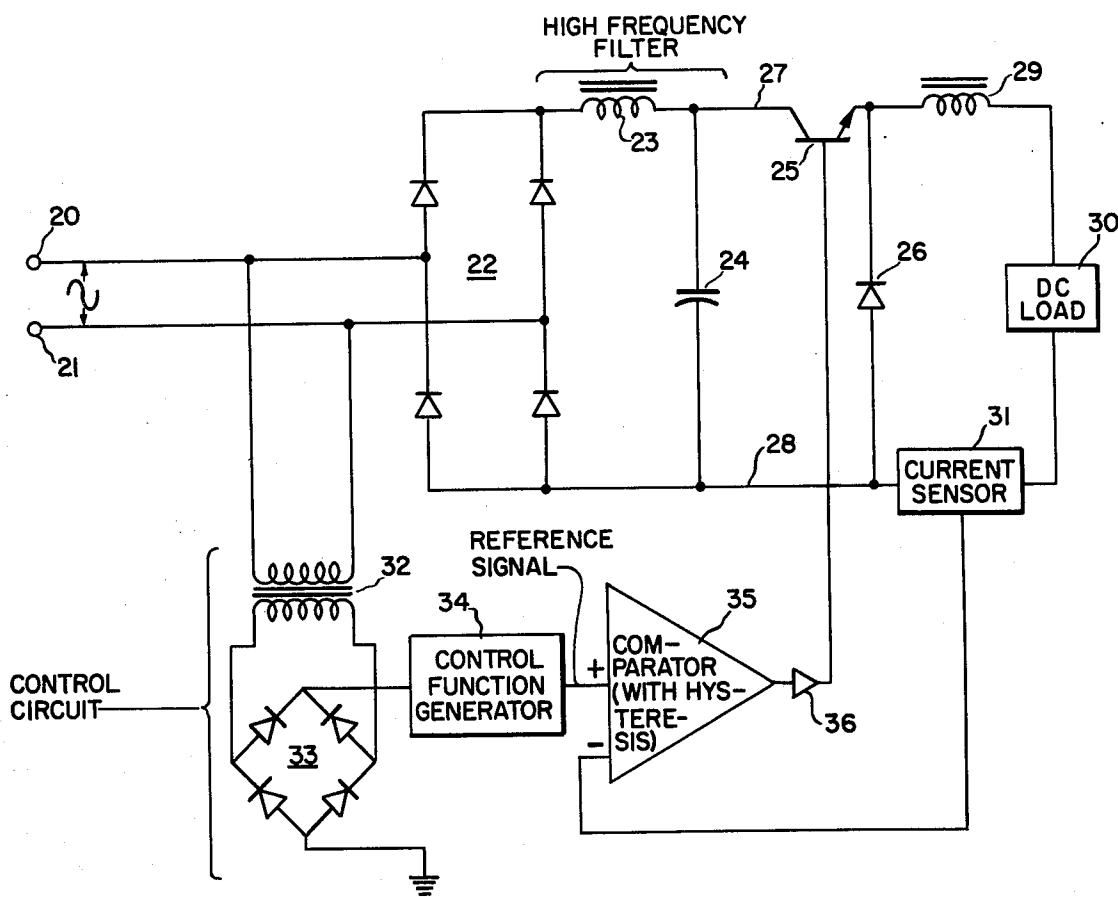 HIGH FREQUENCY
FILTER
23
27
25
29
20
21
22
24
26
30
DC
LOAD
28
31
CURRENT
SENSOR
REFERENCE
SIGNAL
32
34
CONTROL
FUNCTION
GENERATOR
35
+
COM-
PARATOR
(WITH HYS-
TERE-
SIS)
-
36
CONTROL
CIRCUIT
33